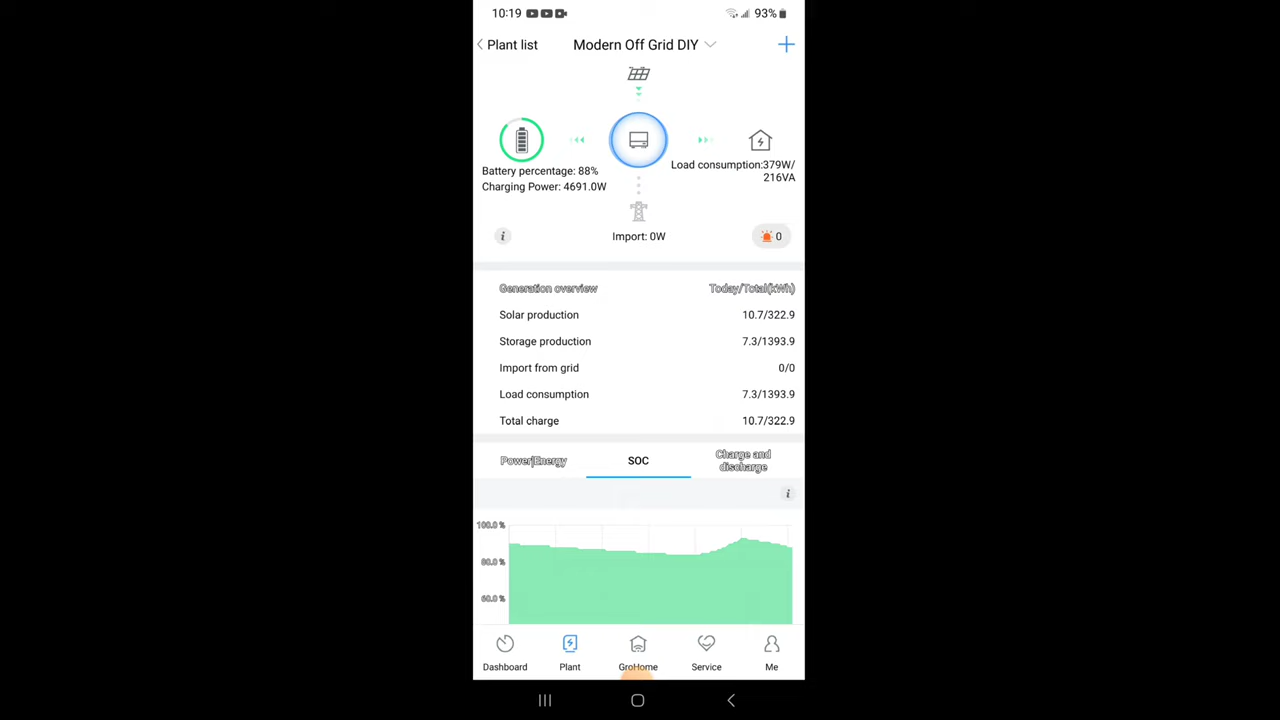 10:19 93%
Plant list Modern Off Grid DIY
Battery percentage: 88%
Charging Power: 4691.0W
Load consumption:379W/
216VA
Import: 0W
0
Generation overview Today/Total(kWh)
Solar production 10.7/322.9
Storage production 7.3/1393.9
Import from grid 0/0
Load consumption 7.3/1393.9
Total charge 10.7/322.9
Power|Energy SOC Charge and
discharge
100.0 %
80.0 %
60.0 %
Dashboard Plant GroHome Service Me